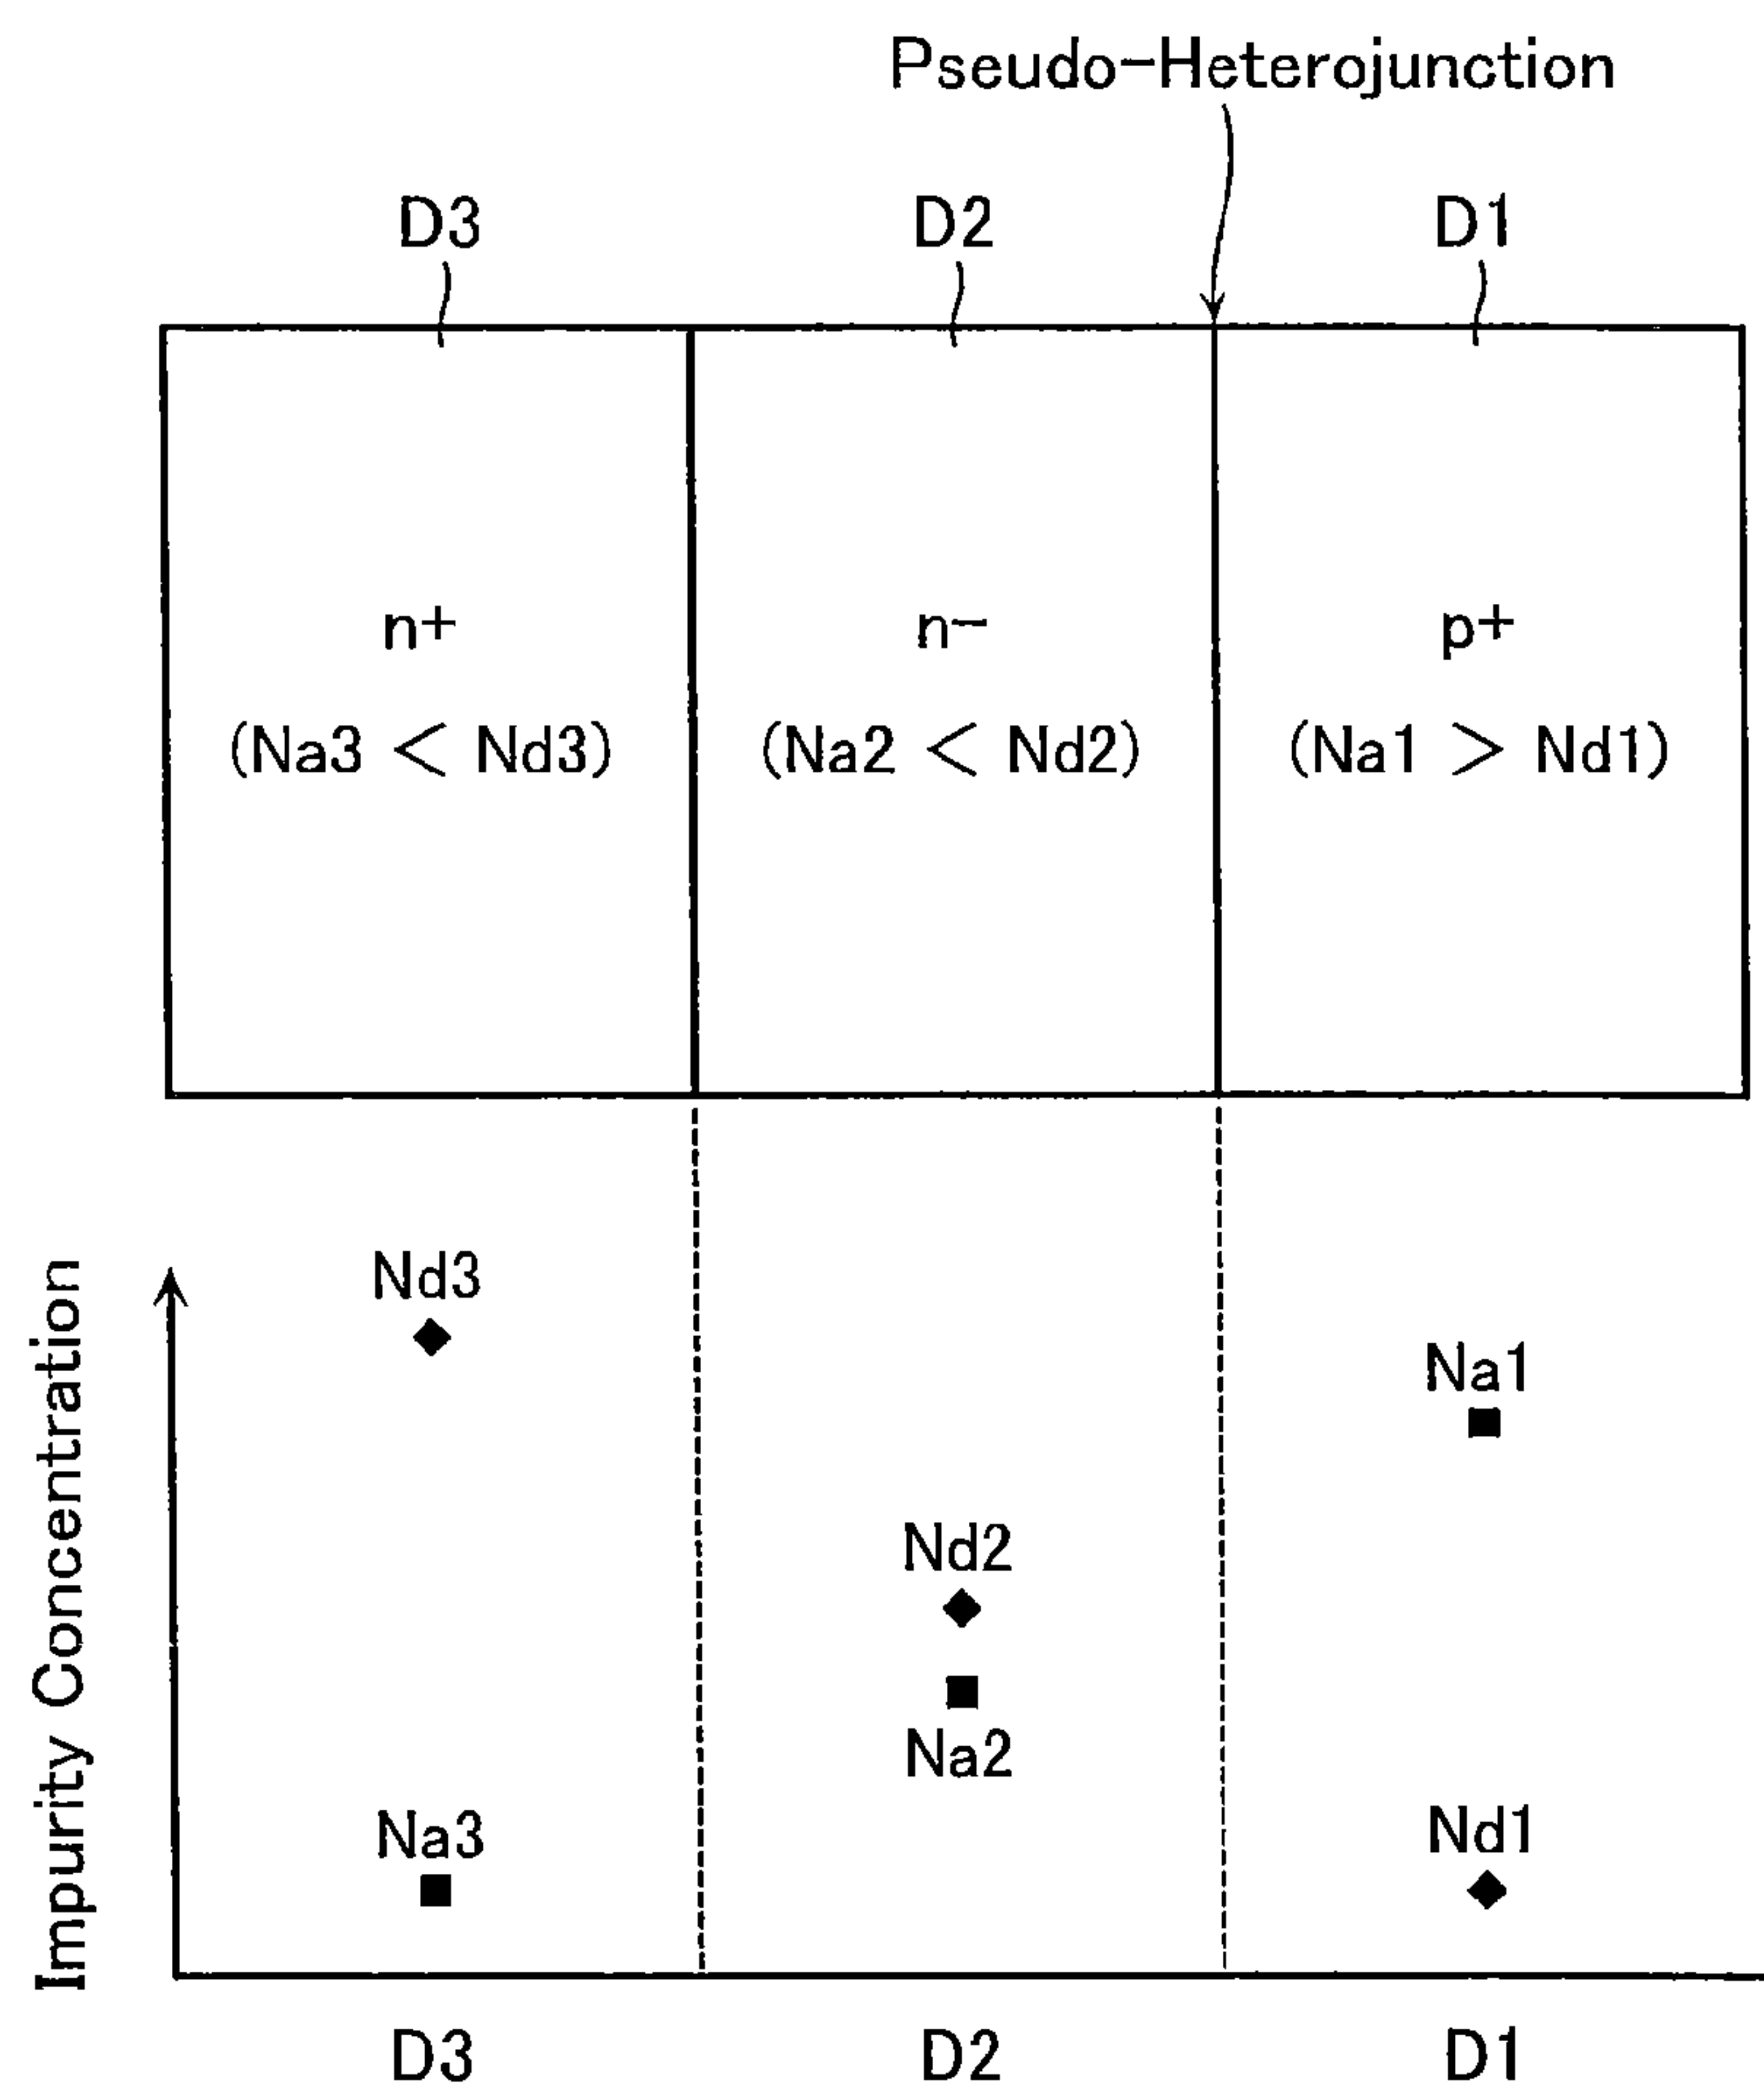 Pseudo-Heterojunction
D3 D2 D1
n+ n- p+
(Na3 < Nd3) (Na2 < Nd2) (Na1 > Nd1)
Impurity Concentration
Nd3
Na1
Nd2
Na2
Na3
Nd1
D3 D2 D1